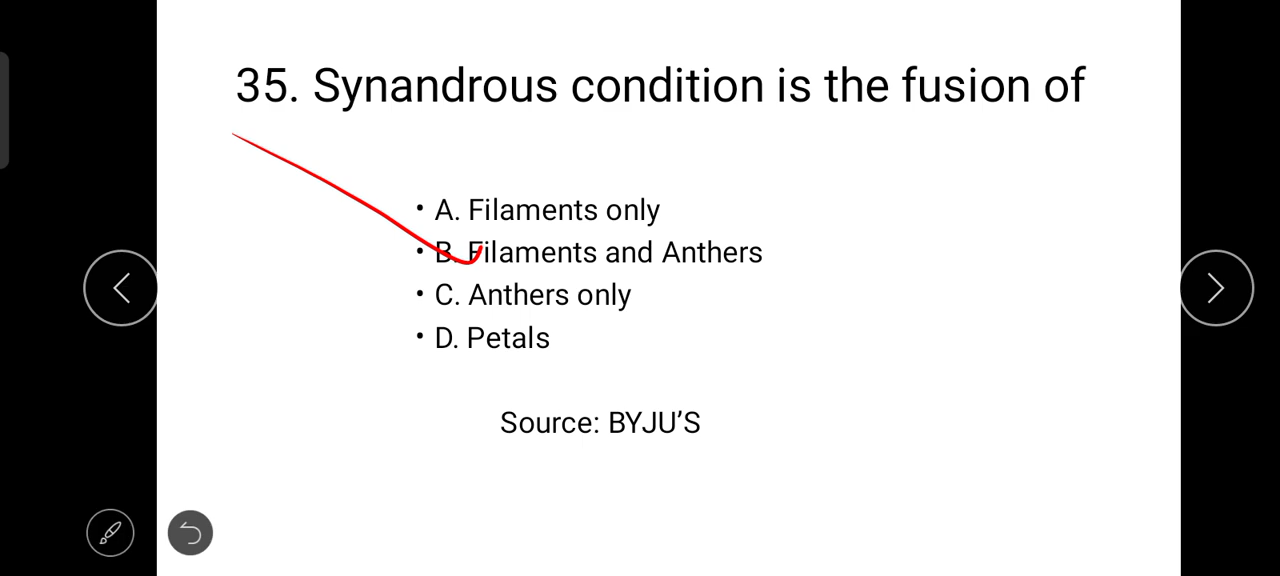 35. Synandrous condition is the fusion of
• A. Filaments only
• B. Filaments and Anthers
• C. Anthers only
• D. Petals
Source: BYJU’S